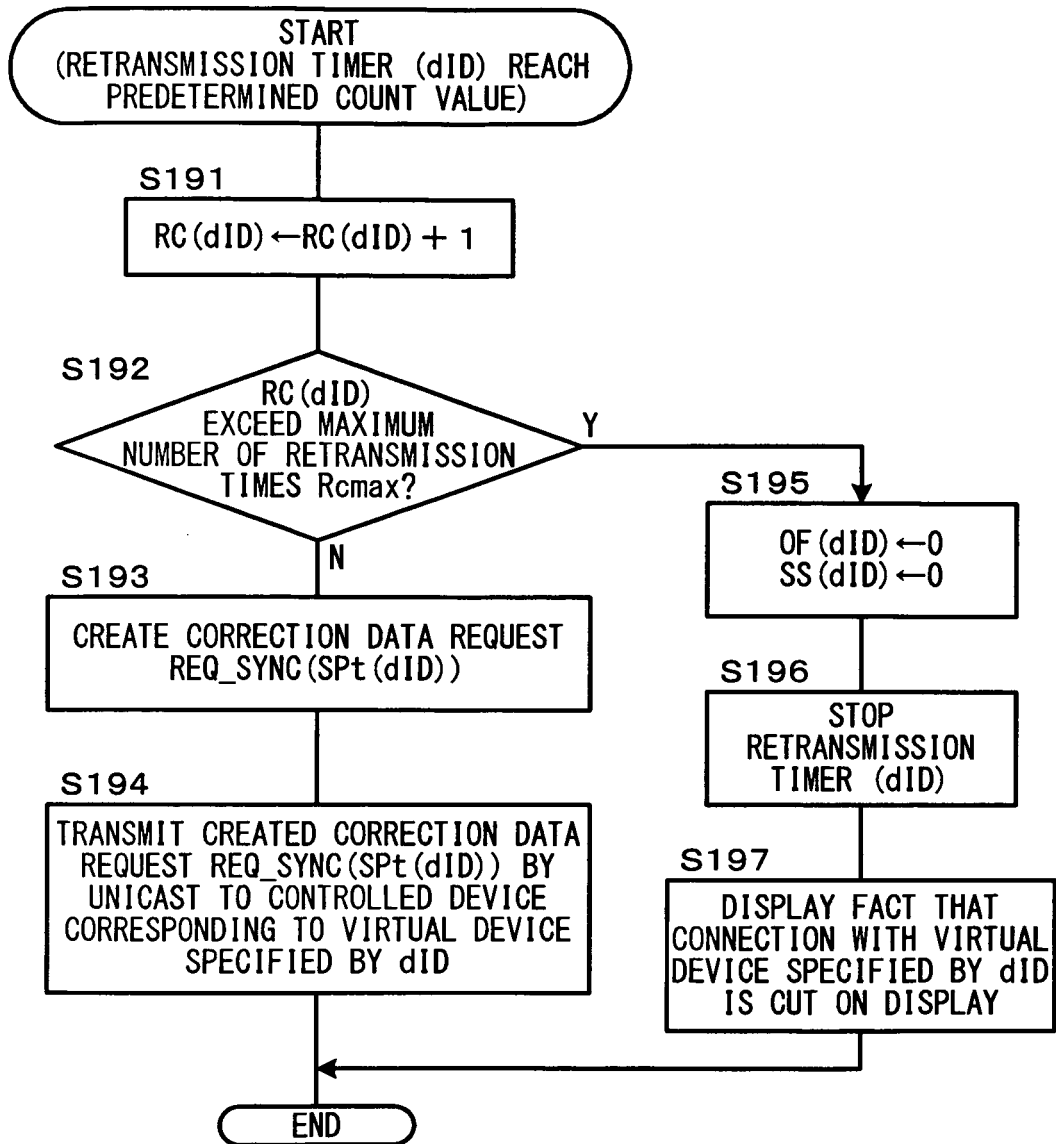 START
(RETRANSMISSION TIMER (dID) REACH
PREDETERMINED COUNT VALUE)
S191
RC(dID)←RC(dID)+1
S192
RC(dID)
EXCEED MAXIMUM
NUMBER OF RETRANSMISSION
TIMES Rcmax?
Y
N
S193
CREATE CORRECTION DATA REQUEST
REQ_SYNC(SPt(dID))
S194
TRANSMIT CREATED CORRECTION DATA
REQUEST REQ_SYNC(SPt(dID)) BY
UNICAST TO CONTROLLED DEVICE
CORRESPONDING TO VIRTUAL DEVICE
SPECIFIED BY dID
S195
OF(dID)←0
SS(dID)←0
S196
STOP
RETRANSMISSION
TIMER (dID)
S197
DISPLAY FACT THAT
CONNECTION WITH VIRTUAL
DEVICE SPECIFIED BY dID
IS CUT ON DISPLAY
END